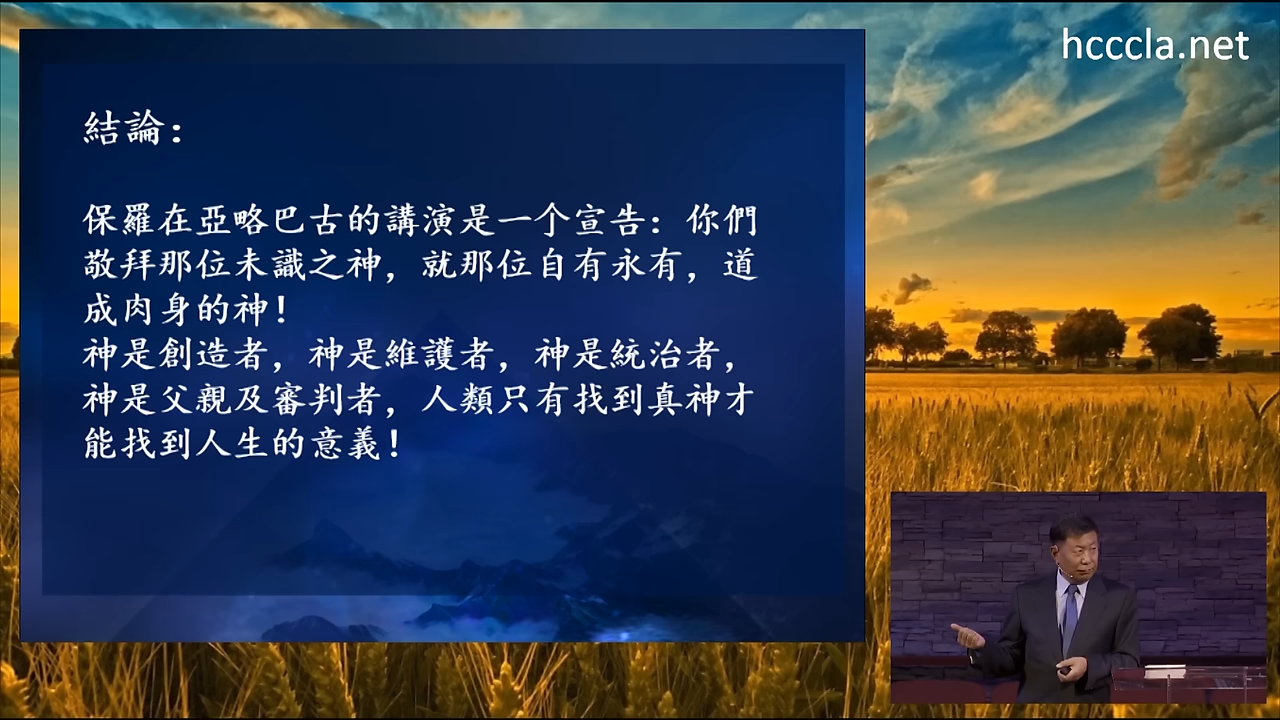 hcccla.net
結論：
保羅在亞略巴古的講演是一个宣告：你們
敬拜那位未識之神，就那位自有永有，道
成肉身的神！
神是創造者，神是維護者，神是統治者，
神是父親及審判者，人類只有找到真神才
能找到人生的意義！